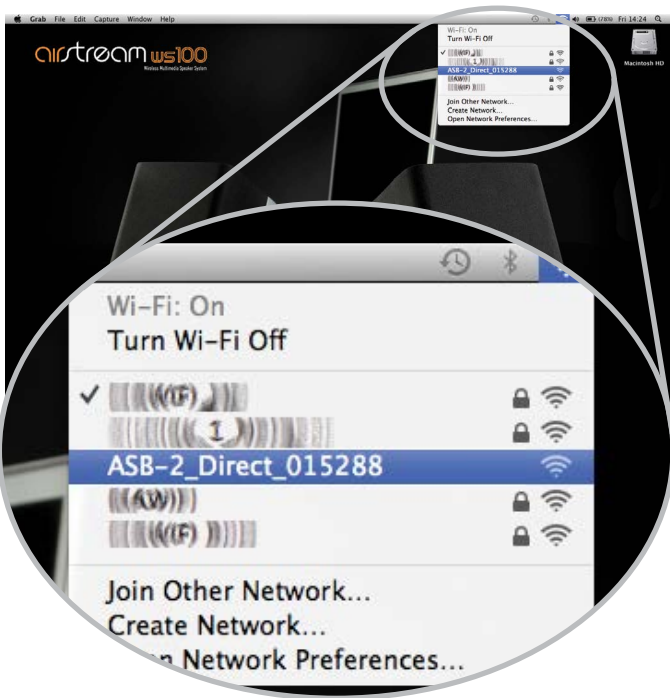 Grab File Edit Capture Window Help
(78%) Fri 14:24
airstream ws100
Wireless Multimedia Speaker System
Macintosh HD
Wi-Fi: On
Turn Wi-Fi Off
ASB-2_Direct_015288
Join Other Network...
Create Network...
Open Network Preferences...
Wi-Fi: On
Turn Wi-Fi Off
ASB-2_Direct_015288
Join Other Network...
Create Network...
Network Preferences...